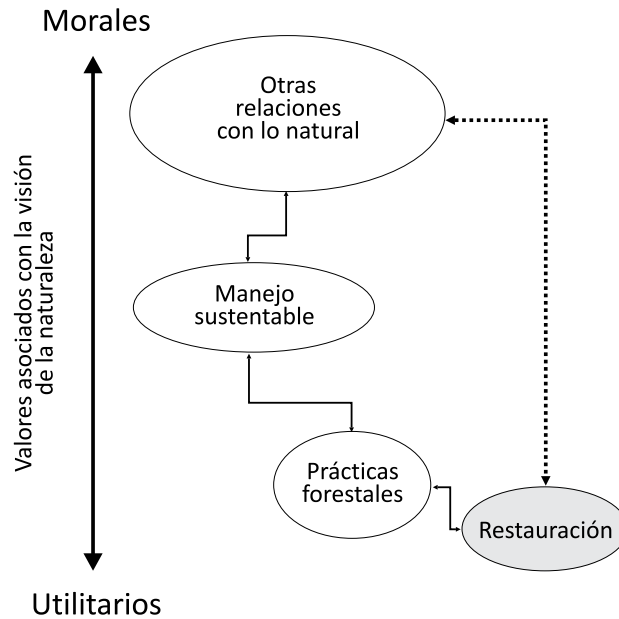 Morales
Otras
relaciones
con lo natural
Valores asociados con la visión
de la naturaleza
Manejo
sustentable
Prácticas
forestales
Restauración
Utilitarios